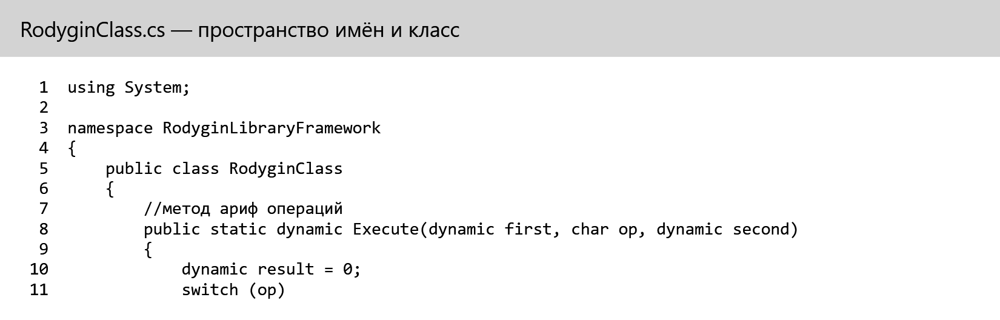 RodyginClass.cs — пространство имён и класс
1 using System;
2
3 namespace RodyginLibraryFramework
4 {
5     public class RodyginClass
6     {
7         //метод ариф операций
8         public static dynamic Execute(dynamic first, char op, dynamic second)
9         {
10             dynamic result = 0;
11             switch (op)